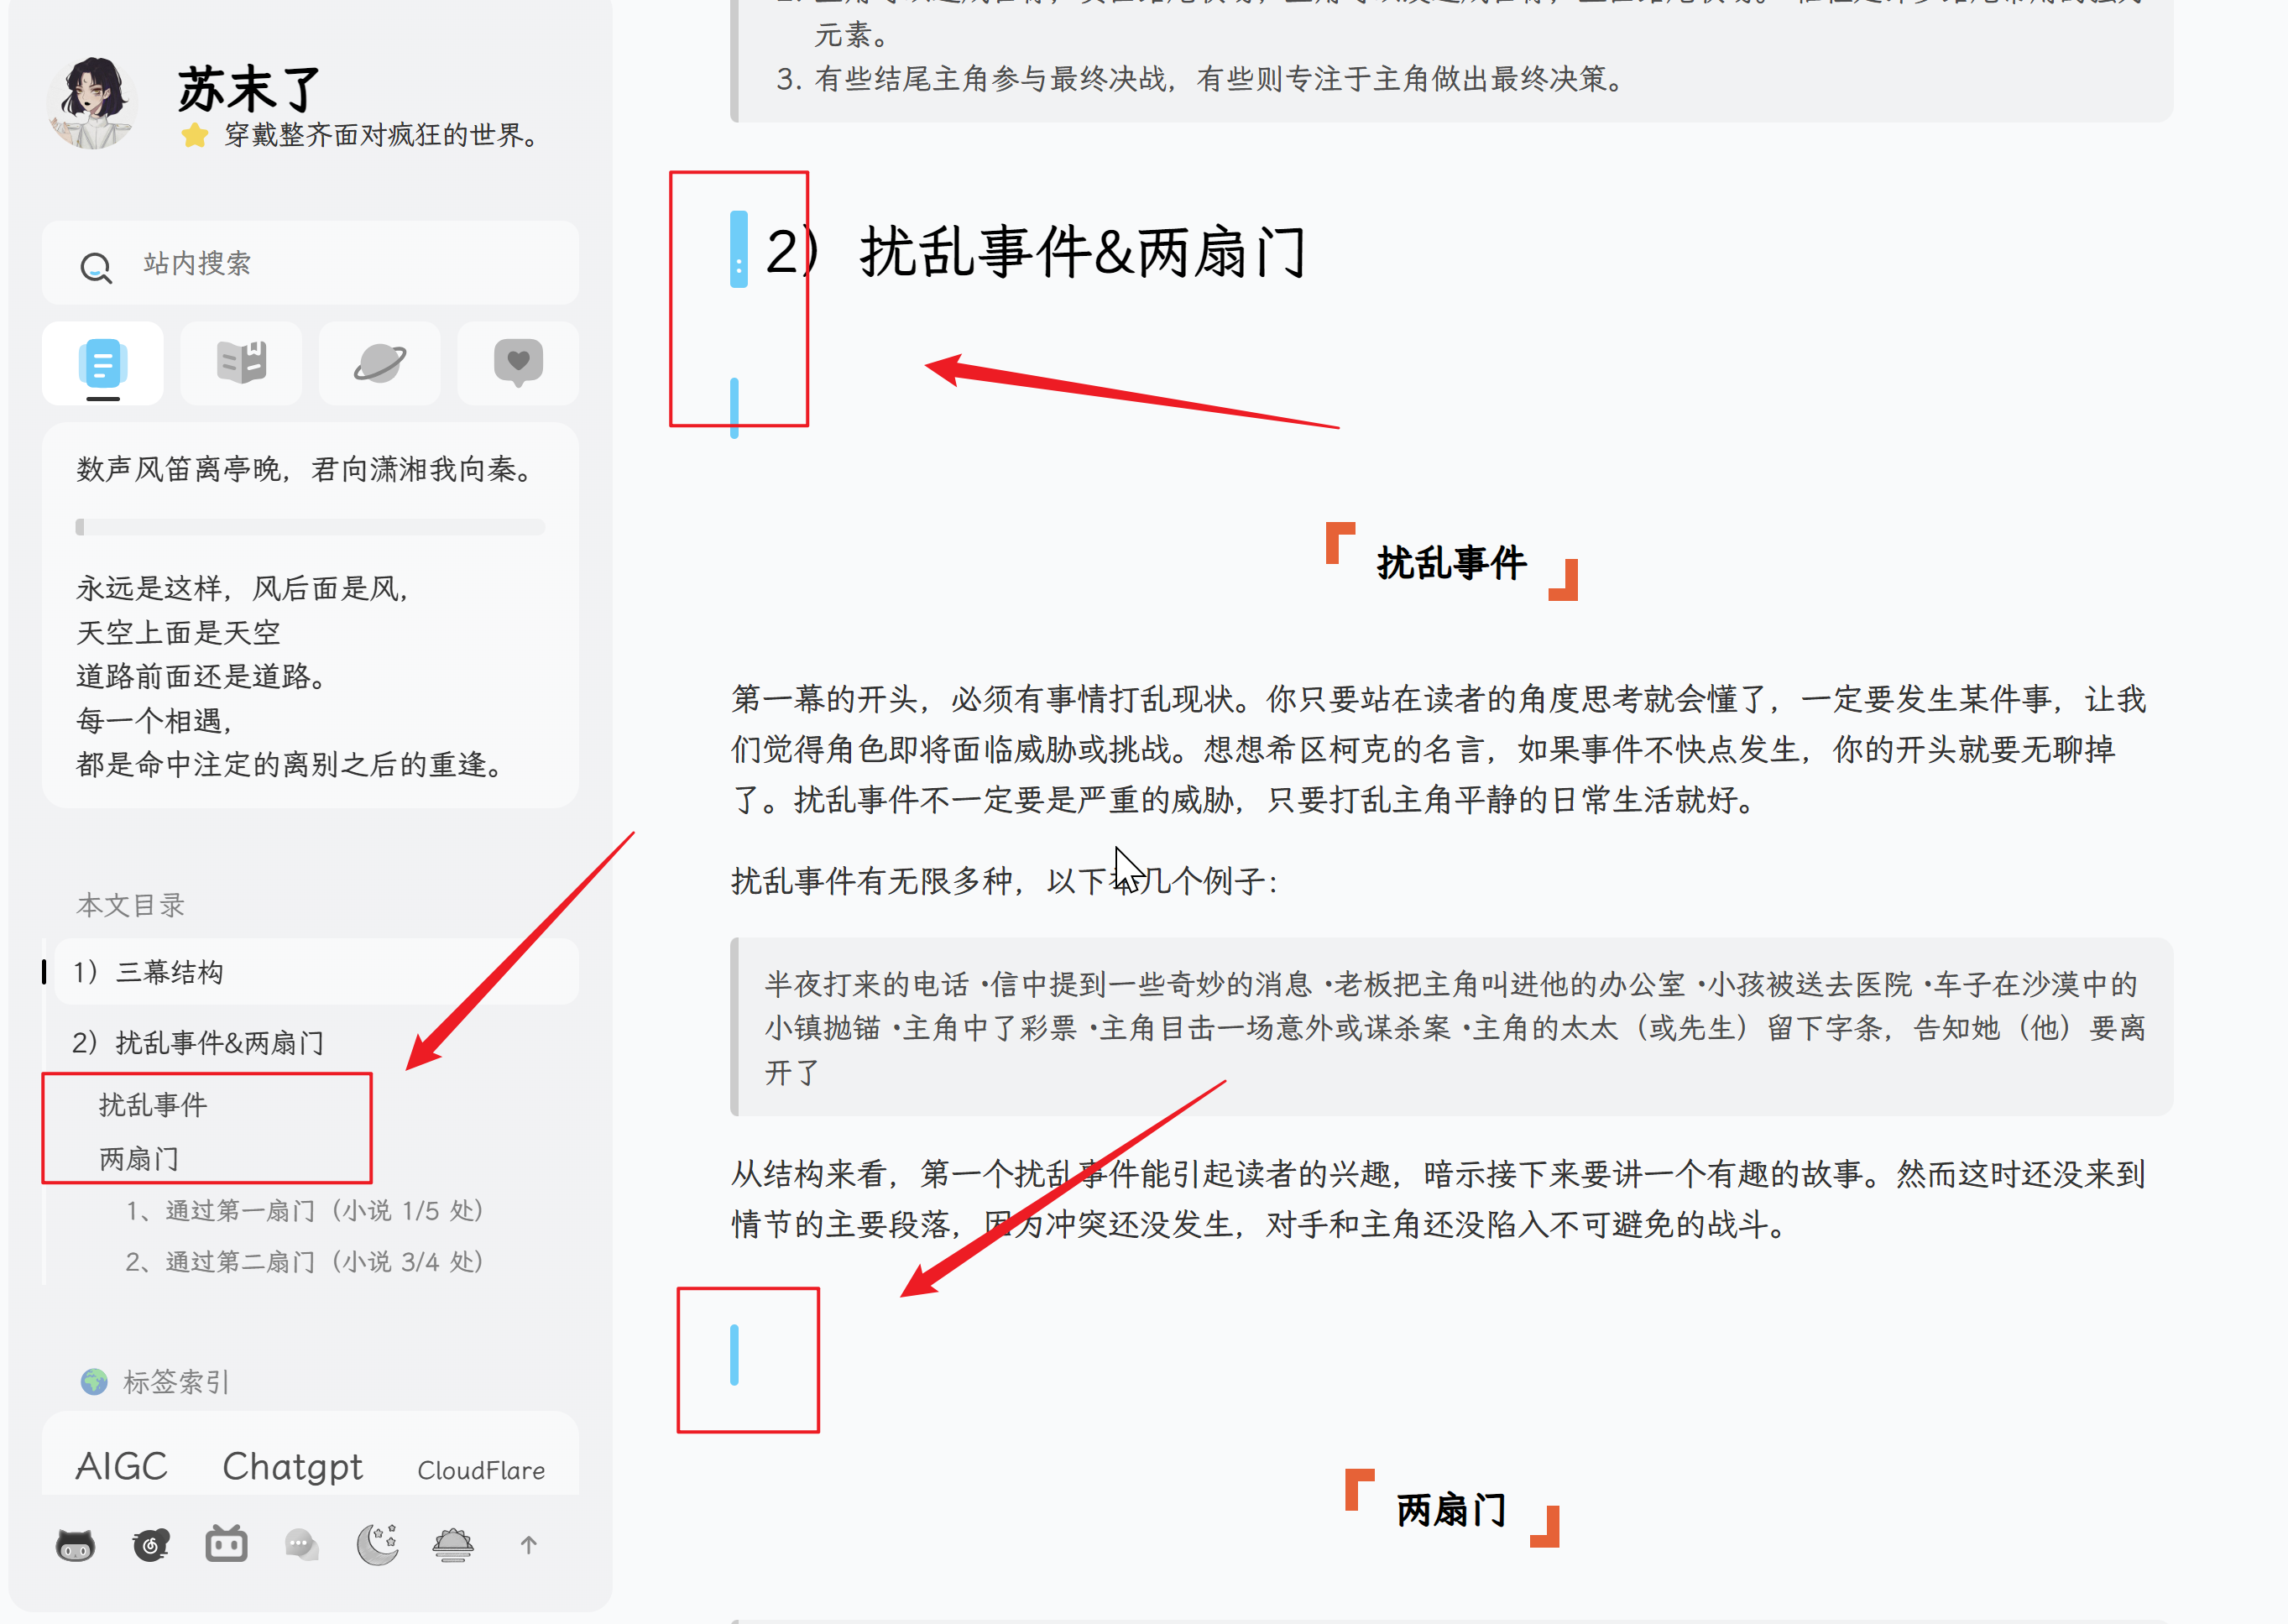 苏末了
穿戴整齐面对疯狂的世界。
站内搜索
数声风笛离亭晚，君向潇湘我向秦。
永远是这样，风后面是风，
天空上面是天空
道路前面还是道路。
每一个相遇，
都是命中注定的离别之后的重逢。
本文目录
1）三幕结构
2）扰乱事件&两扇门
扰乱事件
两扇门
1、通过第一扇门（小说 1/5 处）
2、通过第二扇门（小说 3/4 处）
标签索引
AIGC Chatgpt CloudFlare
元素。
3. 有些结尾主角参与最终决战，有些则专注于主角做出最终决策。
2）扰乱事件&两扇门
扰乱事件
第一幕的开头，必须有事情打乱现状。你只要站在读者的角度思考就会懂了，一定要发生某件事，让我
们觉得角色即将面临威胁或挑战。想想希区柯克的名言，如果事件不快点发生，你的开头就要无聊掉
了。扰乱事件不一定要是严重的威胁，只要打乱主角平静的日常生活就好。
扰乱事件有无限多种，以下有几个例子：
半夜打来的电话 ·信中提到一些奇妙的消息 ·老板把主角叫进他的办公室 ·小孩被送去医院 ·车子在沙漠中的
小镇抛锚 ·主角中了彩票 ·主角目击一场意外或谋杀案 ·主角的太太（或先生）留下字条，告知她（他）要离
开了
从结构来看，第一个扰乱事件能引起读者的兴趣，暗示接下来要讲一个有趣的故事。然而这时还没来到
情节的主要段落，因为冲突还没发生，对手和主角还没陷入不可避免的战斗。
两扇门